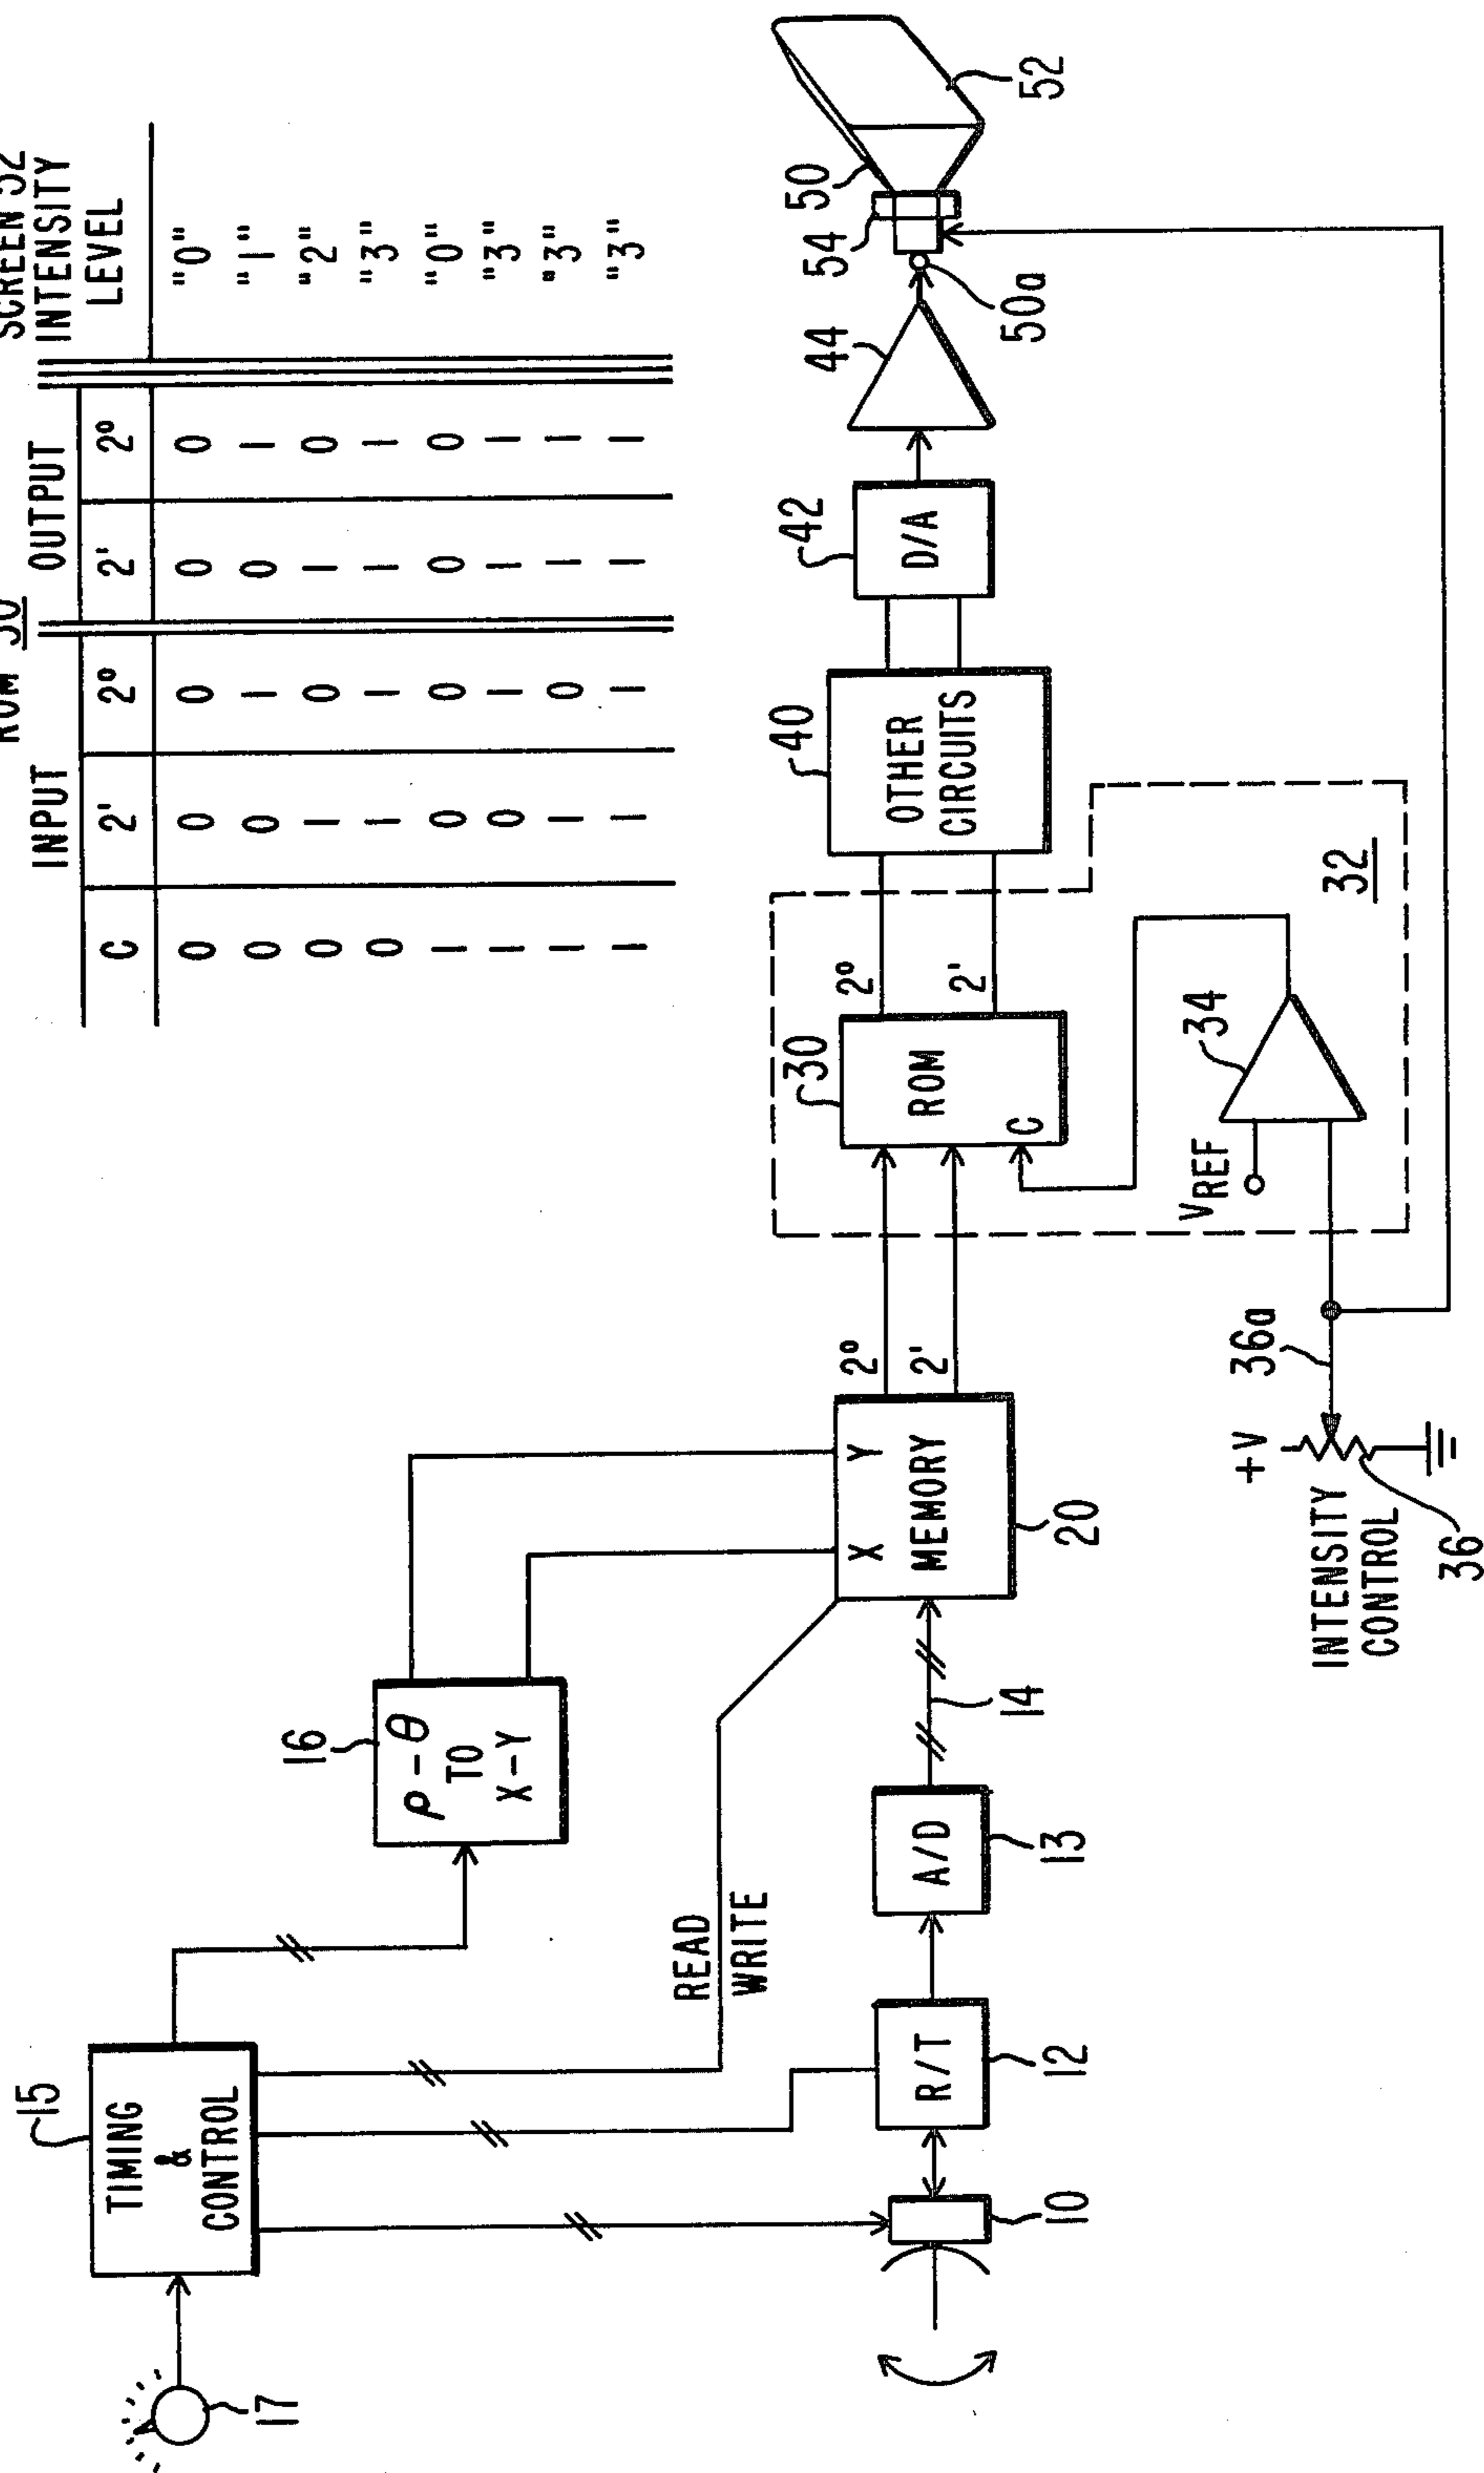 SCREEN 52
INTENSITY
LEVEL
ROM 30
INPUT
OUTPUT
C 2' 2⁰ 2' 2⁰
0 0 0 0 0 "0"
0 0 1 0 1 "1"
0 1 0 1 0 "2"
0 1 1 1 1 "3"
1 0 0 0 0 "0"
1 0 1 1 1 "3"
1 1 0 1 1 "3"
1 1 1 1 1 "3"
15
TIMING
&
CONTROL
17
16
ρ-θ
TO
X-Y
READ
WRITE
10
R/T
12
A/D
13
14
X Y
MEMORY
20
2⁰
2'
30
ROM
C
2⁰
2'
40
OTHER
CIRCUITS
42
D/A
44
50a
54
50
52
32
34
VREF
36a
+V
INTENSITY
CONTROL
36